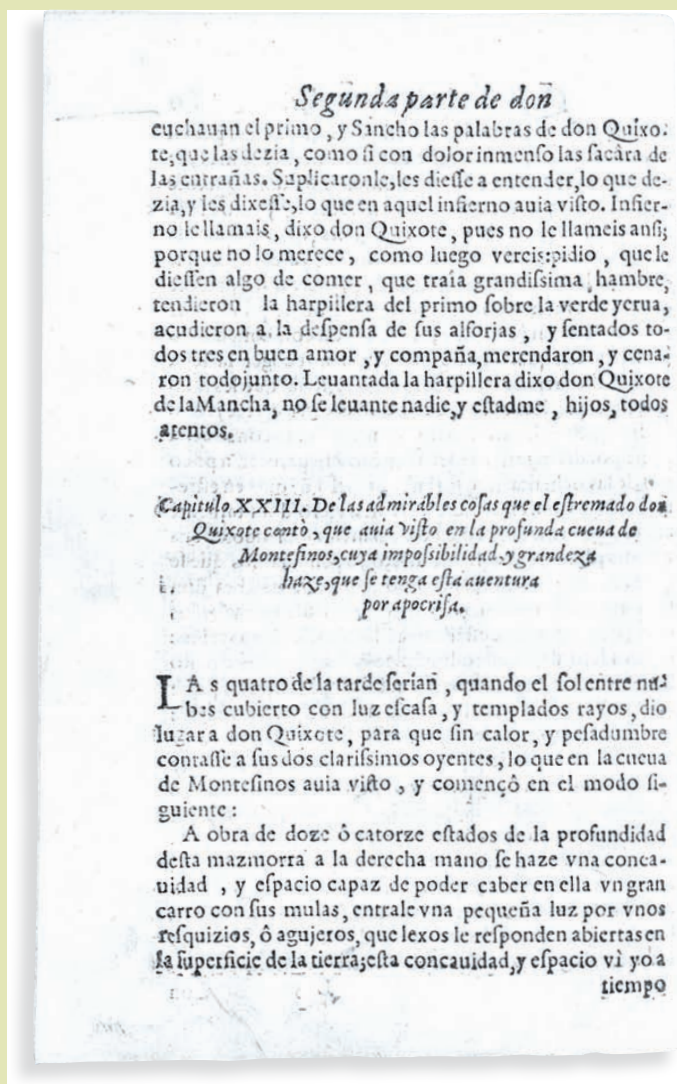 Segunda parte de don
cuchauan el primo, y Sancho las palabras de don Quixo-
te, que las dezia, como ſi con dolor inmenſo las ſacàra de
las entrañas. Suplicaronle, les dieſſe a entender, lo que de-
zia, y les dixeſſe, lo que en aquel infierno auia viſto. Infier-
no le llamais, dixo don Quixote, pues no le llameis anſi;
porque no lo merece, como luego vereis: pidio, que le
dieſſen algo de comer, que traìa grandiſsima hambre,
tendieron la harpillera del primo ſobre la verde yerua,
acudieron a la deſpenſa de ſus alforjas, y ſentados to-
dos tres en buen amor, y compaña, merendaron, y cena-
ron todo junto. Leuantada la harpillera dixo don Quixote
de la Mancha, no ſe leuante nadie, y eſtadme, hijos, todos
atentos.
Capitulo XXIII. De las admirables coſas que el eſtremado don
Quixote contò, que auia viſto en la profunda cueua de
Monteſinos, cuya impoſsibilidad y grandeza
haze, que ſe tenga eſta auentura
por apocrifa.
LAs quatro de la tarde ſerian, quando el ſol entre nu-
bes cubierto con luz eſcaſa, y templados rayos, dio
lugar a don Quixote, para que ſin calor, y peſadumbre
contaſſe a ſus dos clariſsimos oyentes, lo que en la cueua
de Monteſinos auia viſto, y començô en el modo ſi-
guiente:
A obra de doze ô catorze eſtados de la profundidad
deſta mazmorra a la derecha mano ſe haze vna conca-
uidad, y eſpacio capaz de poder caber en ella vn gran
carro con ſus mulas, entrale vna pequeña luz por vnos
reſquizios, ô agujeros, que lexos le reſponden abiertas en
la ſuperficie de la tierra; eſta concauidad, y eſpacio vì yo a
tiempo